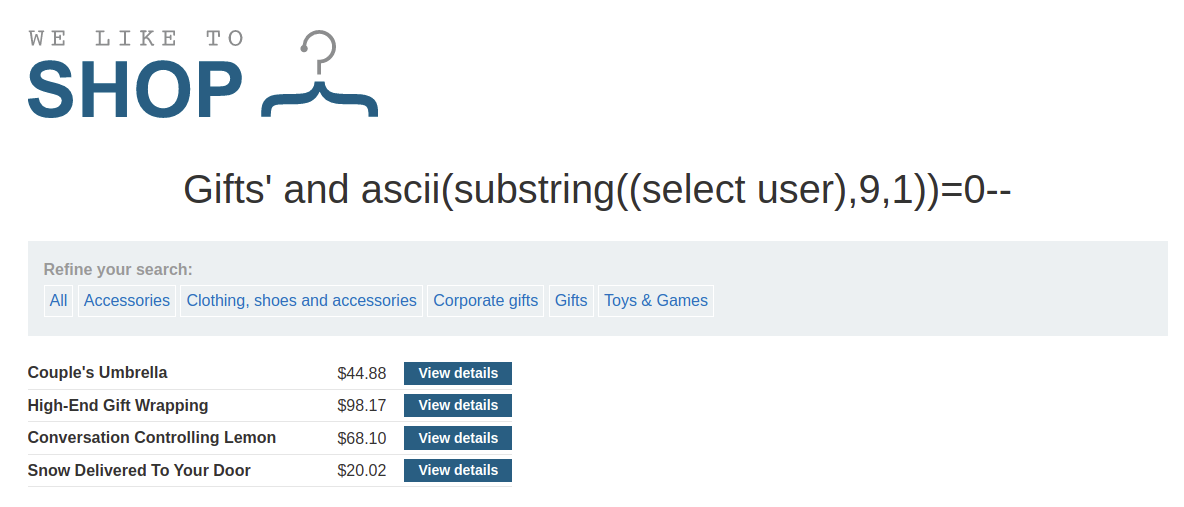 WE LIKE TO
SHOP
Gifts' and ascii(substring((select user),9,1))=0--
Refine your search:
All Accessories Clothing, shoes and accessories Corporate gifts Gifts Toys & Games
Couple's Umbrella $44.88 View details
High-End Gift Wrapping $98.17 View details
Conversation Controlling Lemon $68.10 View details
Snow Delivered To Your Door $20.02 View details